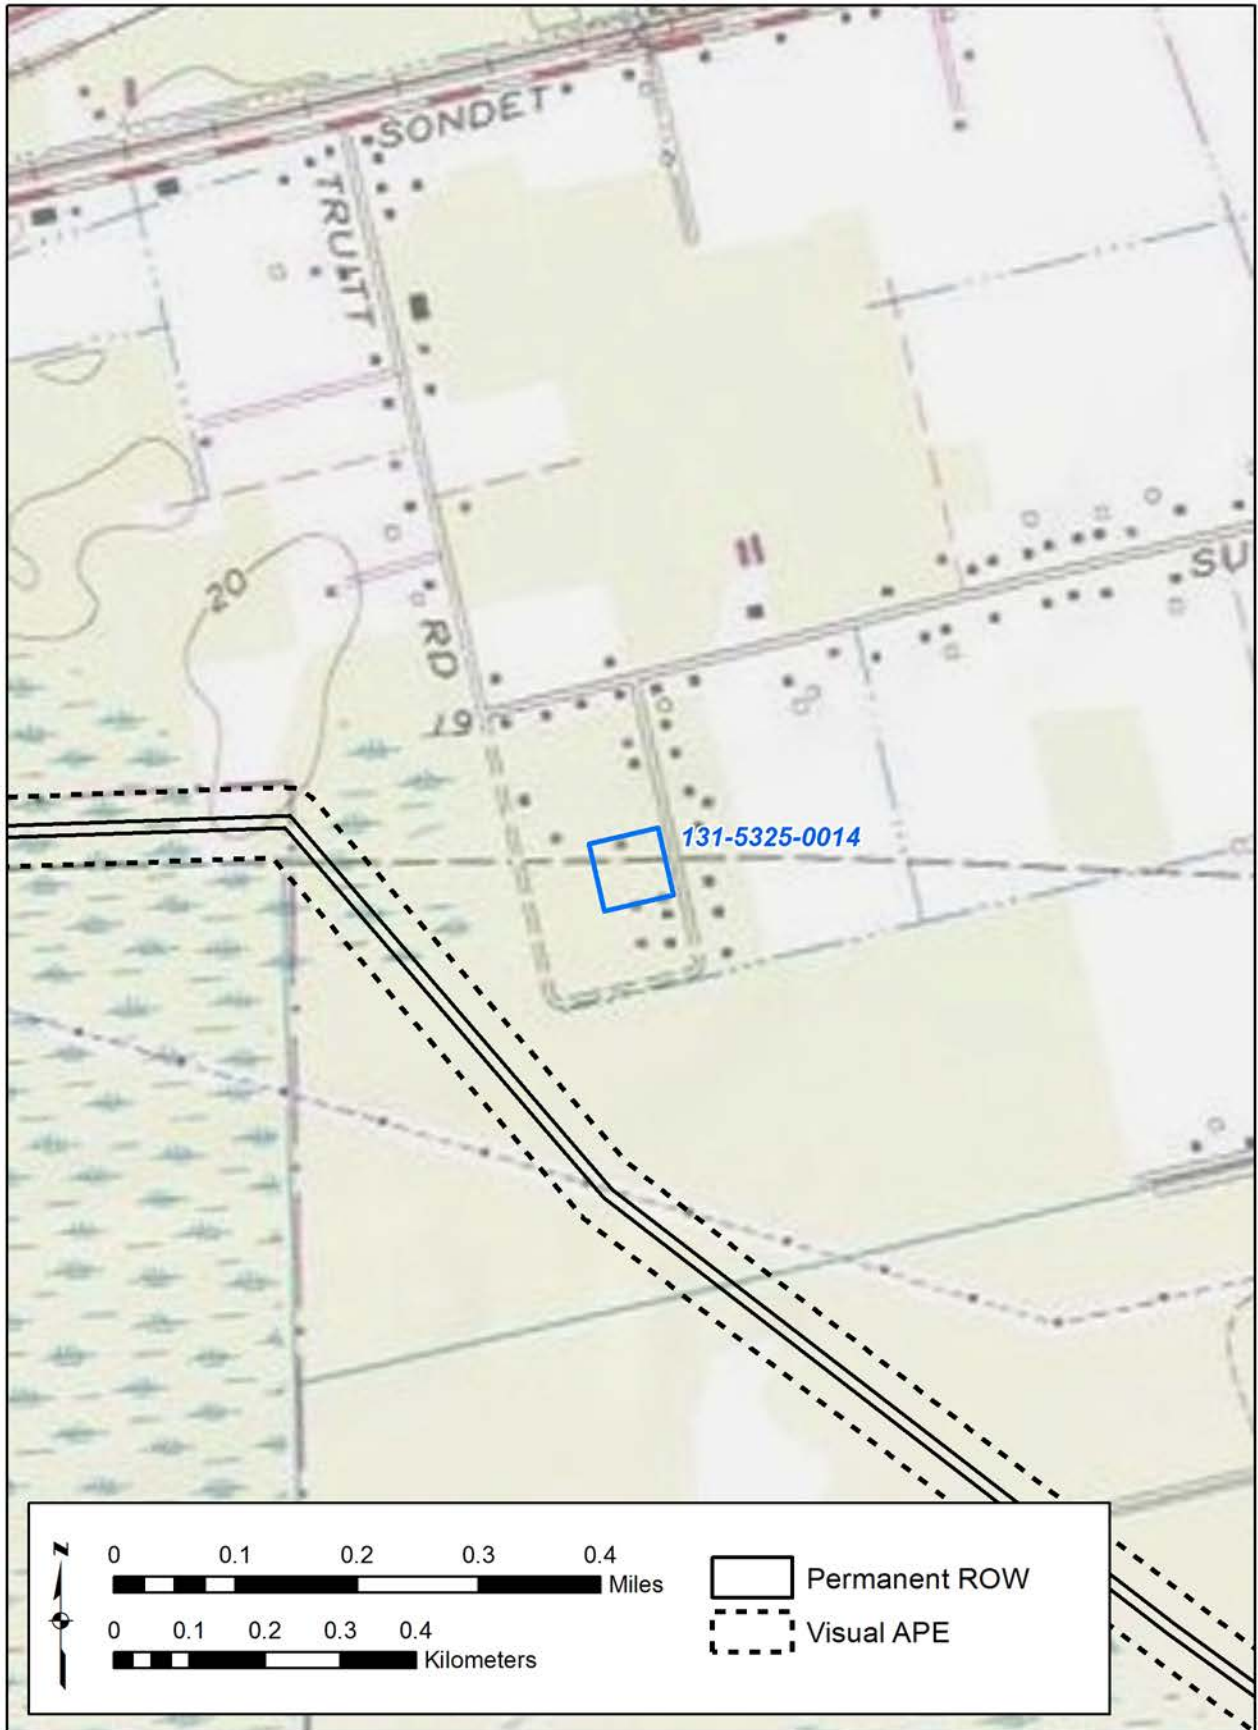 SONDET
TRUITT
20
RD
SU
19
131-5325-0014
N
0 0.1 0.2 0.3 0.4
Miles
0 0.1 0.2 0.3 0.4
Kilometers
Permanent ROW
Visual APE